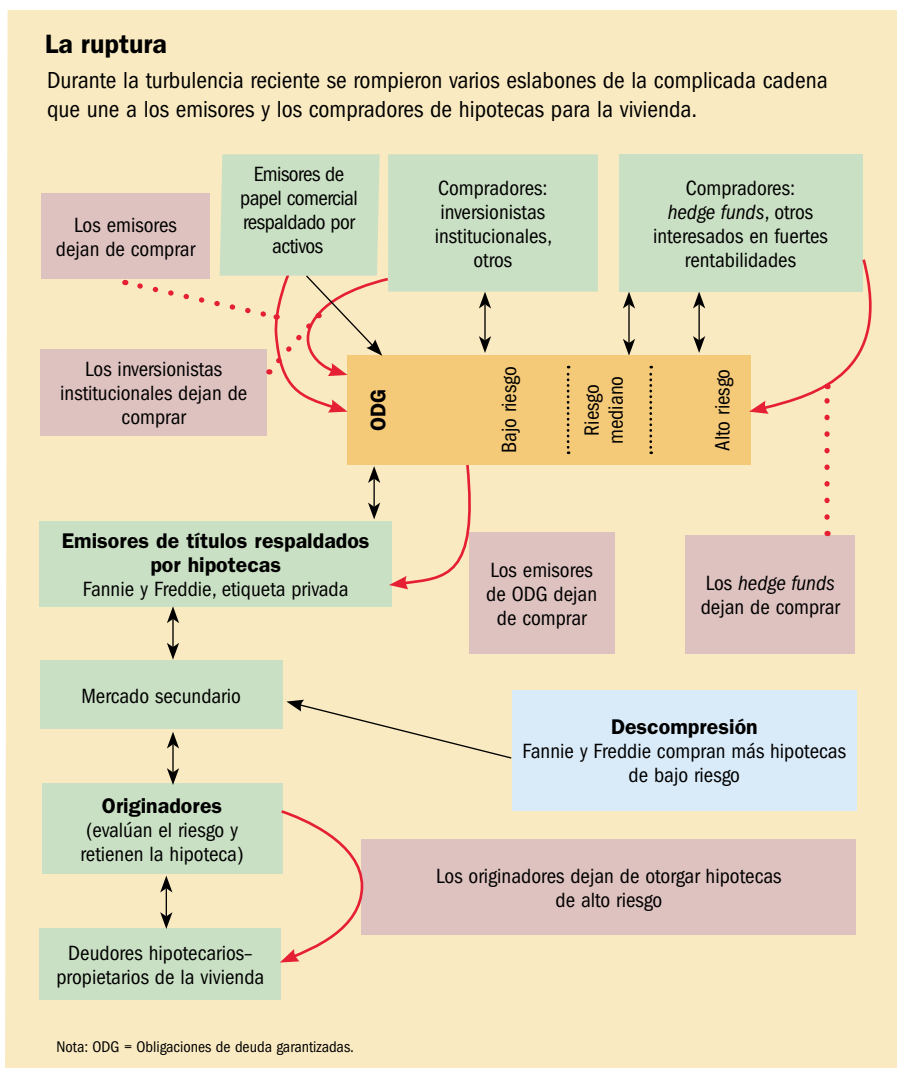 La ruptura
Durante la turbulencia reciente se rompieron varios eslabones de la complicada cadena
que une a los emisores y los compradores de hipotecas para la vivienda.
Los emisores
dejan de comprar
Emisores de
papel comercial
respaldado por
activos
Compradores:
inversionistas
institucionales,
otros
Compradores:
hedge funds, otros
interesados en fuertes
rentabilidades
Los inversionistas
institucionales dejan de
comprar
ODG
Bajo riesgo
Riesgo
mediano
Alto riesgo
Emisores de títulos respaldados
por hipotecas
Fannie y Freddie, etiqueta privada
Los emisores
de ODG dejan
de comprar
Los hedge funds
dejan de comprar
Mercado secundario
Descompresión
Fannie y Freddie compran más hipotecas
de bajo riesgo
Originadores
(evalúan el riesgo y
retienen la hipoteca)
Los originadores dejan de otorgar hipotecas
de alto riesgo
Deudores hipotecarios–
propietarios de la vivienda
Nota: ODG = Obligaciones de deuda garantizadas.